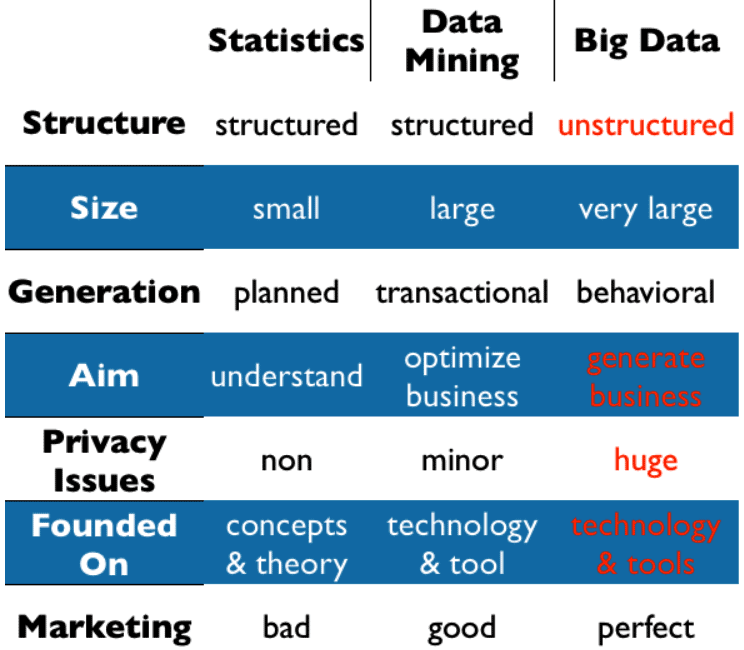 Statistics Data Mining Big Data
Structure structured structured unstructured
Size small large very large
Generation planned transactional behavioral
Aim understand optimize business generate business
Privacy Issues non minor huge
Founded On concepts & theory technology & tool technology & tools
Marketing bad good perfect